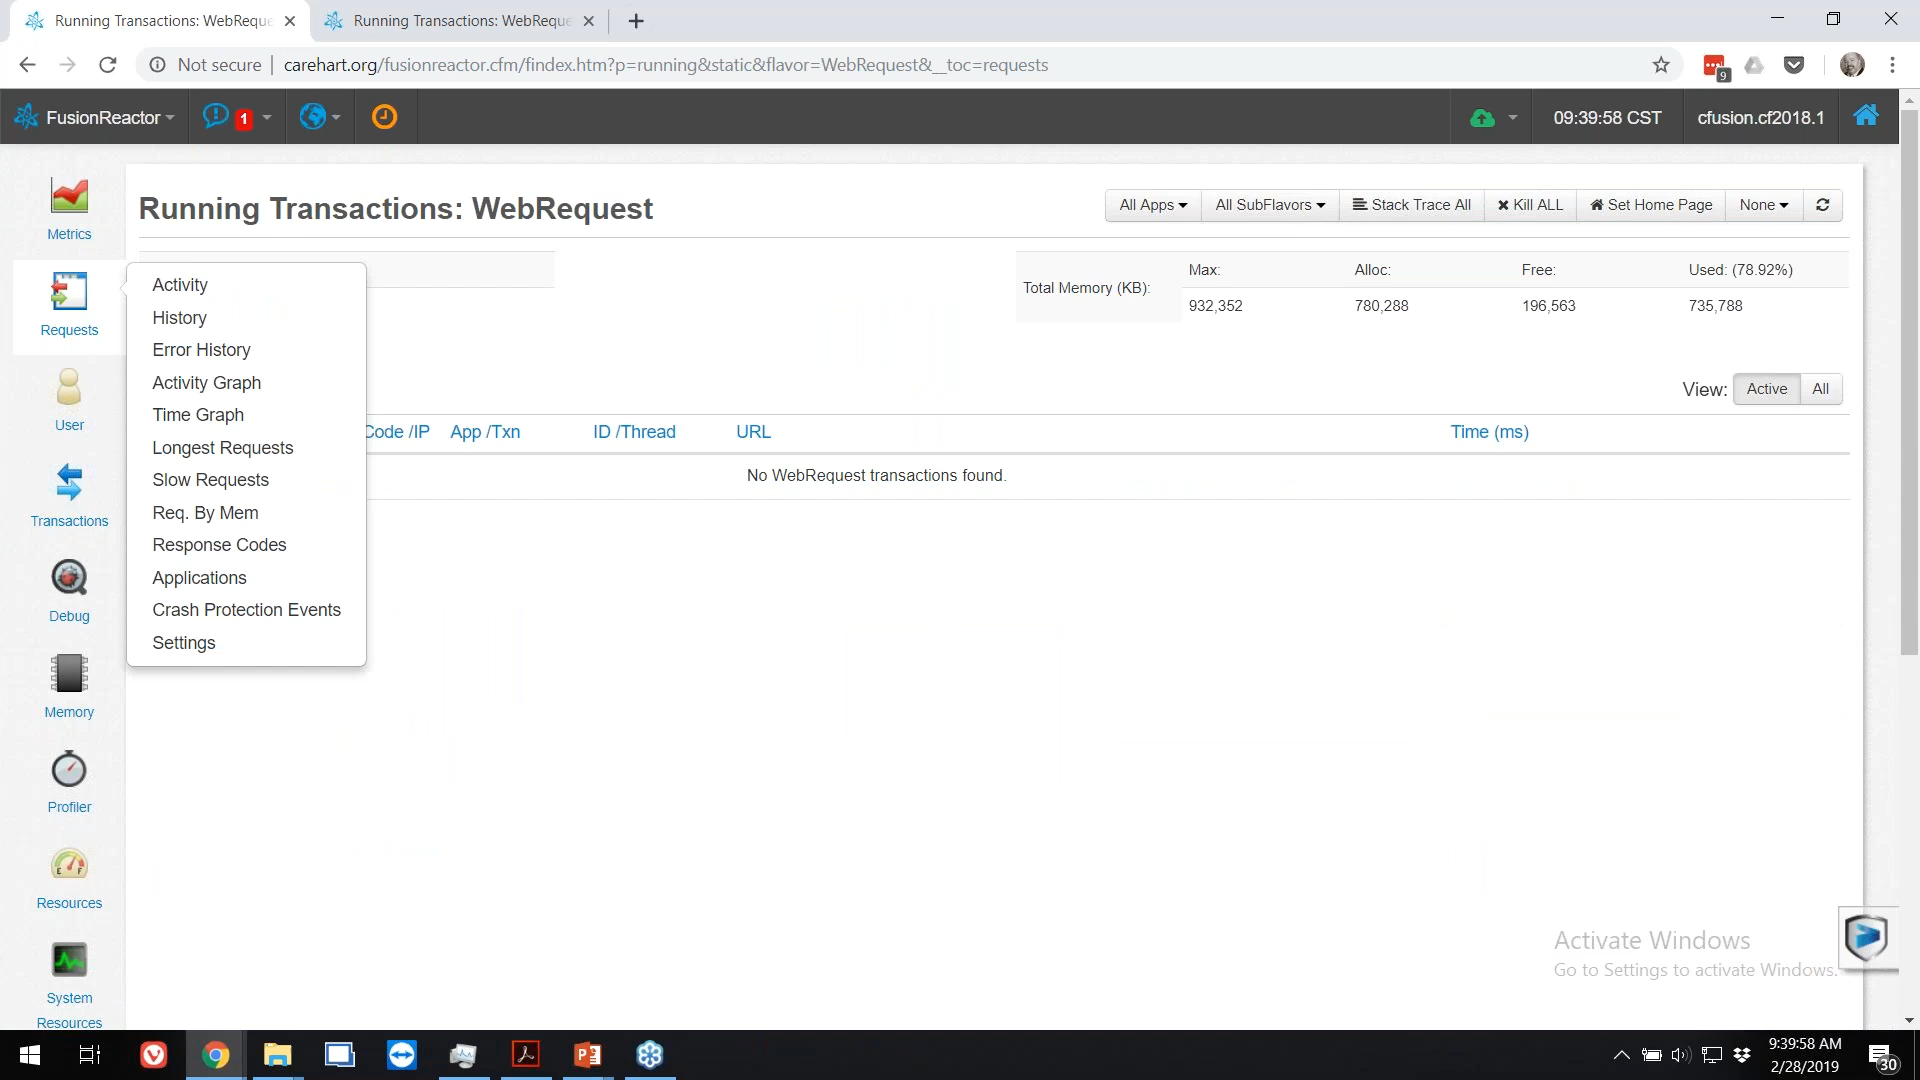 Running Transactions: WebReque
Running Transactions: WebReque
Not secure
carehart.org/fusionreactor.cfm/findex.htm?p=running&static&flavor=WebRequest&__toc=requests
9
FusionReactor
1
09:39:58 CST
cfusion.cf2018.1
Metrics
Requests
User
Transactions
Debug
Memory
Profiler
Resources
System
Resources
Running Transactions: WebRequest
All Apps
All SubFlavors
Stack Trace All
Kill ALL
Set Home Page
None
Total Memory (KB):
Max:
Alloc:
Free:
Used: (78.92%)
932,352
780,288
196,563
735,788
Activity
History
Error History
Activity Graph
Time Graph
Longest Requests
Slow Requests
Req. By Mem
Response Codes
Applications
Crash Protection Events
Settings
View:
Active
All
Code /IP
App /Txn
ID /Thread
URL
Time (ms)
No WebRequest transactions found.
Activate Windows
Go to Settings to activate Windows.
9:39:58 AM
2/28/2019
30